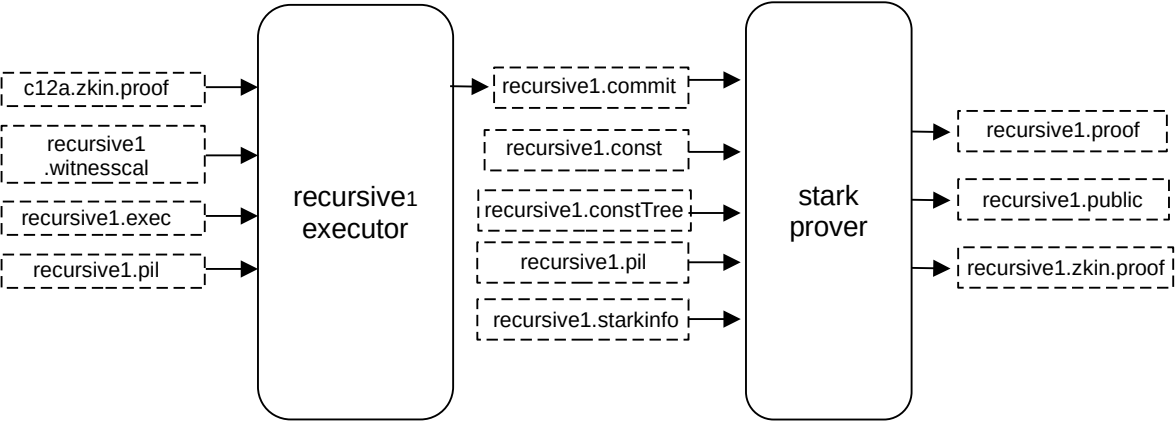 c12a.zkin.proof
recursive1
.witnesscal
recursive1.exec
recursive1.pil
recursive1
executor
recursive1.commit
recursive1.const
recursive1.constTree
recursive1.pil
recursive1.starkinfo
stark
prover
recursive1.proof
recursive1.public
recursive1.zkin.proof